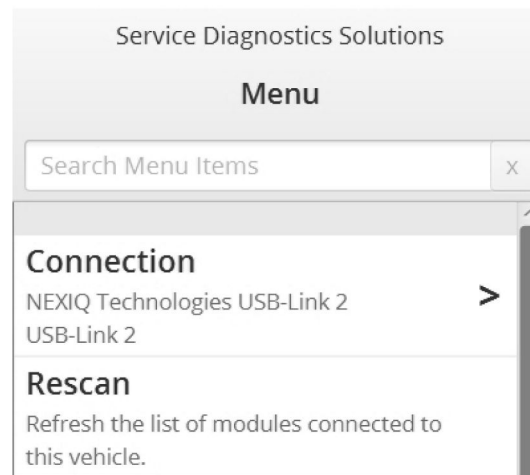 Service Diagnostics Solutions
Menu
Search Menu Items
x
Connection
NEXIQ Technologies USB-Link 2
USB-Link 2
>
Rescan
Refresh the list of modules connected to
this vehicle.